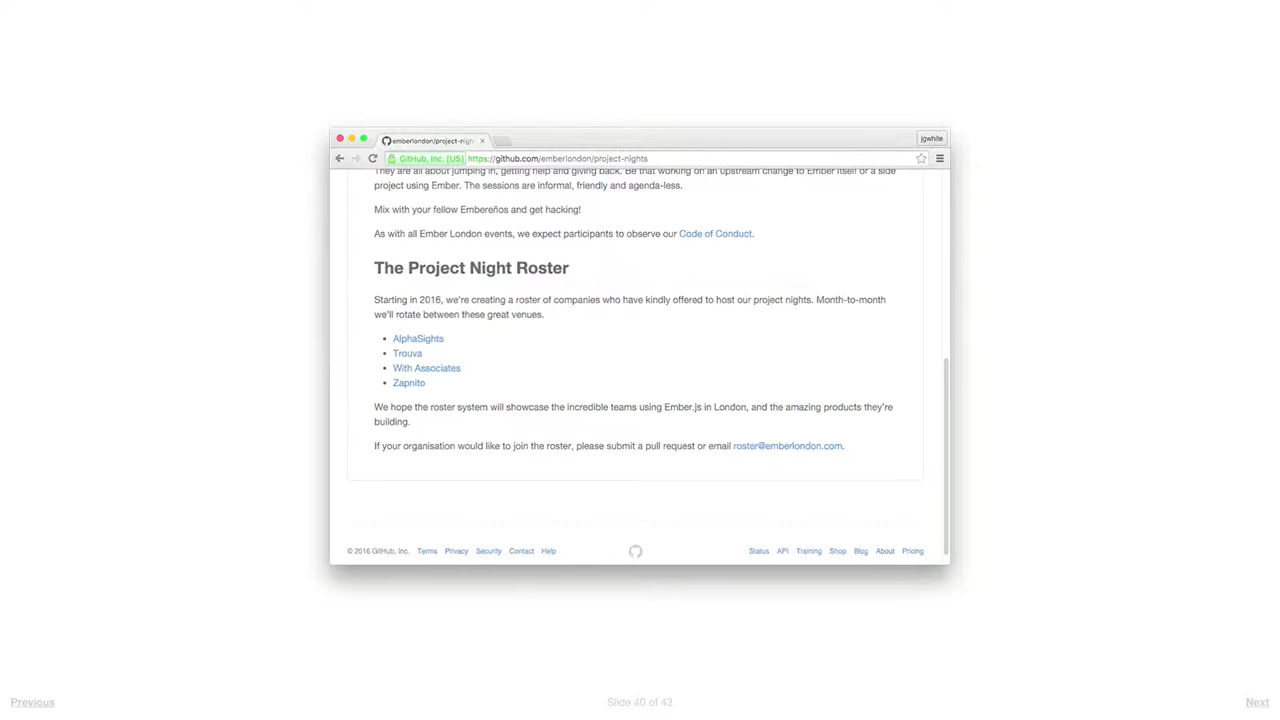 emberlondon/project-nigh
jgwhite
GitHub, Inc. [US] https://github.com/emberlondon/project-nights
They are all about jumping in, getting help and giving back. Be that working on an upstream change to Ember itself or a side
project using Ember. The sessions are informal, friendly and agenda-less.
Mix with your fellow Embereños and get hacking!
As with all Ember London events, we expect participants to observe our Code of Conduct.
The Project Night Roster
Starting in 2016, we're creating a roster of companies who have kindly offered to host our project nights. Month-to-month
we'll rotate between these great venues.
• AlphaSights
• Trouva
• With Associates
• Zapnito
We hope the roster system will showcase the incredible teams using Ember.js in London, and the amazing products they're
building.
If your organisation would like to join the roster, please submit a pull request or email roster@emberlondon.com.
© 2016 GitHub, Inc. Terms Privacy Security Contact Help Status API Training Shop Blog About Pricing
Previous Slide 40 of 43 Next